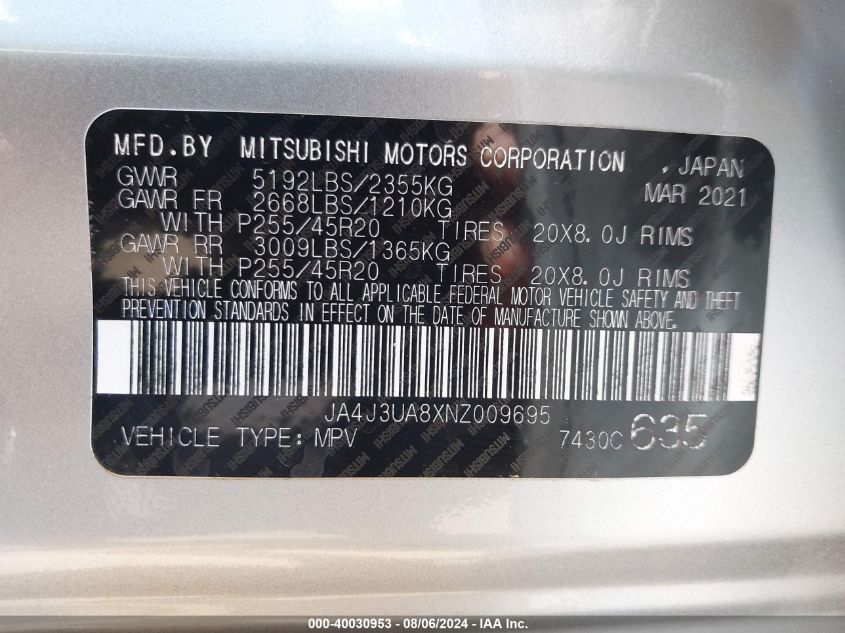 MFD.BY MITSUBISHI MOTORS CORPORATION , JAPAN
GWWR 5192LBS/2355KG MAR 2021
GAWR FR 2668LBS/1210KG
WITH P255/45R20 TIRES 20X8.0J RIMS
GAWR RR 3009LBS/1365KG
WITH P255/45R20 TIRES 20X8.0J RIMS
THIS VEHICLE CONFORMS TO ALL APPLICABLE FEDERAL MOTOR VEHICLE SAFETY AND THEFT
PREVENTION STANDARDS IN EFFECT ON THE DATE OF MANUFACTURE SHOWN ABOVE.
JA4J3UA8XNZ009695
VEHICLE TYPE:MPV 7430C 635
000-40030953 - 08/06/2024 - IAA Inc.